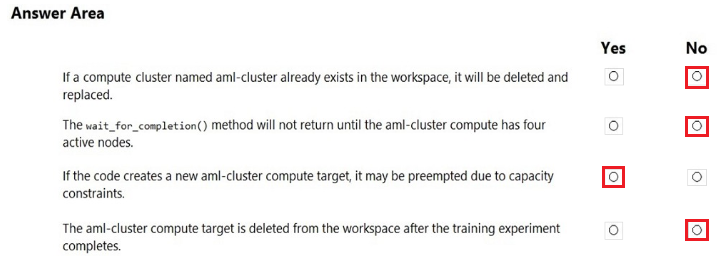 Answer Area
Yes No
If a compute cluster named aml-cluster already exists in the workspace, it will be deleted and
replaced.
The wait_for_completion() method will not return until the aml-cluster compute has four
active nodes.
If the code creates a new aml-cluster compute target, it may be preempted due to capacity
constraints.
The aml-cluster compute target is deleted from the workspace after the training experiment
completes.